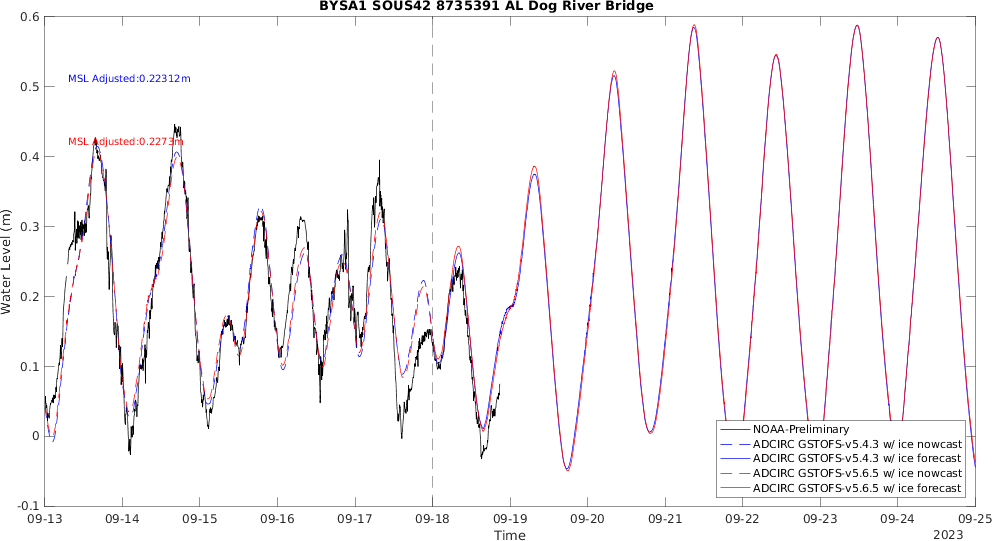 BYSA1 SOUS42 8735391 AL Dog River Bridge
0.6
0.5
0.4
0.3
0.2
0.1
0
-0.1
Water Level (m)
MSL Adjusted:0.22312m
MSL Adjusted:0.2273m
NOAA-Preliminary
ADCIRC GSTOFS-v5.4.3 w/ ice nowcast
ADCIRC GSTOFS-v5.4.3 w/ ice forecast
ADCIRC GSTOFS-v5.6.5 w/ ice nowcast
ADCIRC GSTOFS-v5.6.5 w/ ice forecast
09-13 09-14 09-15 09-16 09-17 09-18 09-19 09-20 09-21 09-22 09-23 09-24 09-25
Time
2023